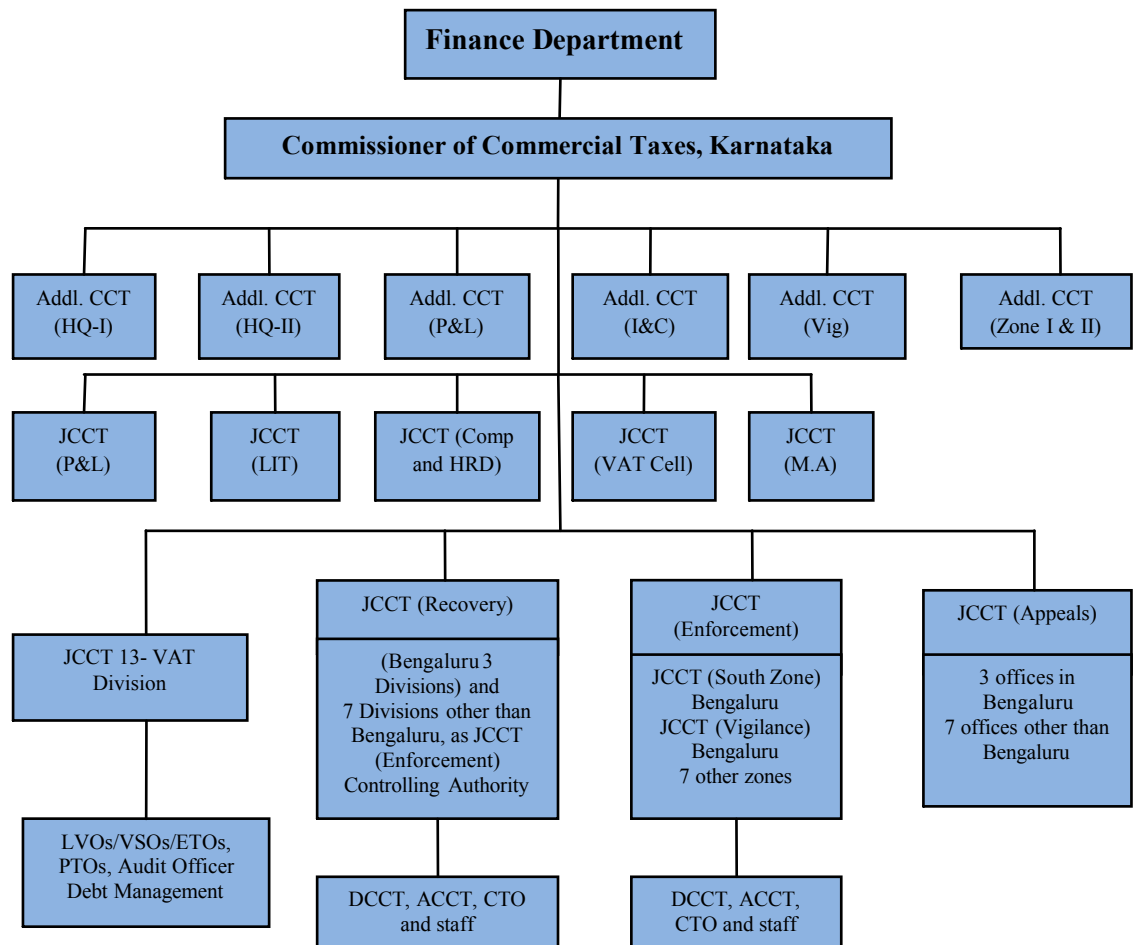 Finance Department
Commissioner of Commercial Taxes, Karnataka
Addl. CCT
(HQ-I)
Addl. CCT
(HQ-II)
Addl. CCT
(P&L)
Addl. CCT
(I&C)
Addl. CCT
(Vig)
Addl. CCT
(Zone I & II)
JCCT
(P&L)
JCCT
(LIT)
JCCT (Comp
and HRD)
JCCT
(VAT Cell)
JCCT
(M.A)
JCCT 13- VAT
Division
JCCT (Recovery)
(Bengaluru 3
Divisions) and
7 Divisions other than
Bengaluru, as JCCT
(Enforcement)
Controlling Authority
JCCT
(Enforcement)
JCCT (South Zone)
Bengaluru
JCCT (Vigilance)
Bengaluru
7 other zones
JCCT (Appeals)
3 offices in
Bengaluru
7 offices other than
Bengaluru
LVOs/VSOs/ETOs,
PTOs, Audit Officer
Debt Management
DCCT, ACCT, CTO
and staff
DCCT, ACCT,
CTO and staff